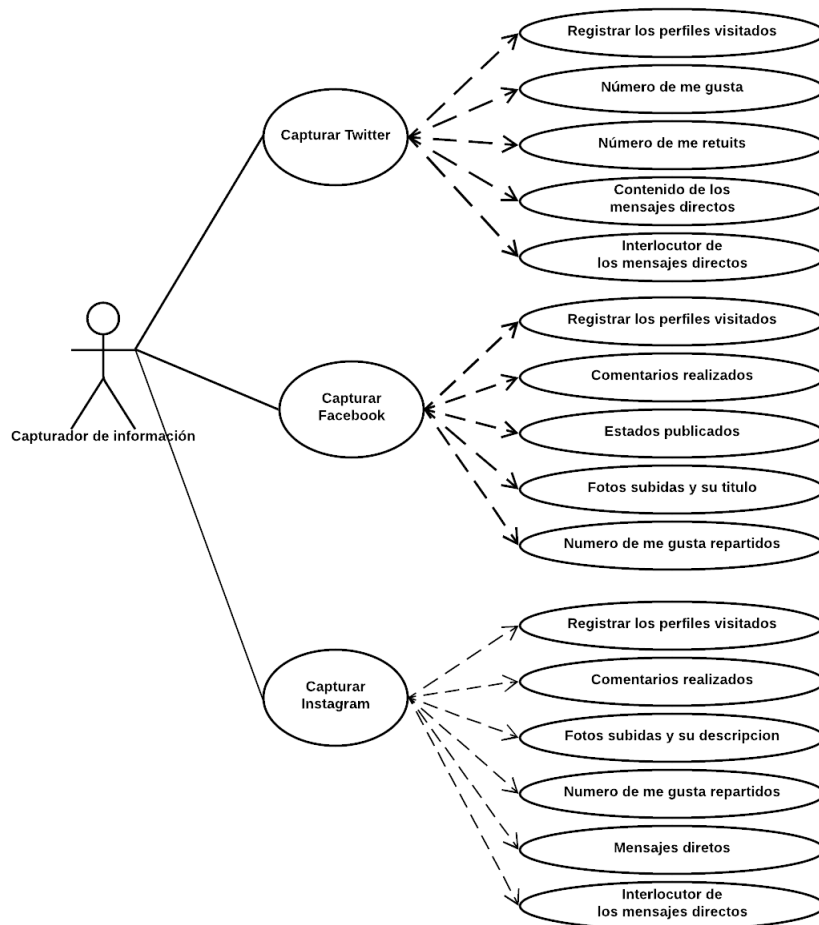 Registrar los perfiles visitados
Número de me gusta
Capturar Twitter
Número de me retuits
Contenido de los
mensajes directos
Interlocutor de
los mensajes directos
Registrar los perfiles visitados
Comentarios realizados
Capturar
Facebook
Estados publicados
Capturador de información
Fotos subidas y su titulo
Numero de me gusta repartidos
Registrar los perfiles visitados
Comentarios realizados
Capturar
Instagram
Fotos subidas y su descripcion
Numero de me gusta repartidos
Mensajes diretos
Interlocutor de
los mensajes directos